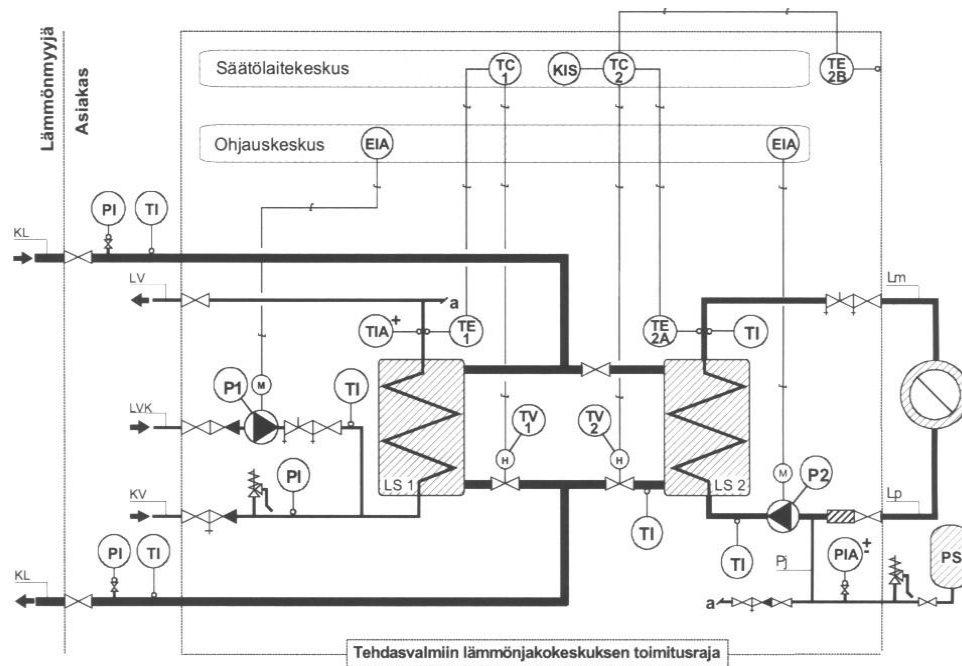 Lämmönmyyjä
Asiakas
Säätölaitekeskus
TC
1
KIS
TC
2
TE
2B
Ohjauskeskus
EIA
EIA
PI
TI
KL
LV
a
Lm
TIA
+
TE
1
TE
2A
TI
M
P1
TI
LVK
TV
1
TV
2
H
H
LS 1
LS 2
M
P2
PI
KV
Lp
TI
TI
PI
TI
KL
Pj
PIA
+
-
PS
a
Tehdasvalmiin lämmönjakokeskuksen toimitusraja